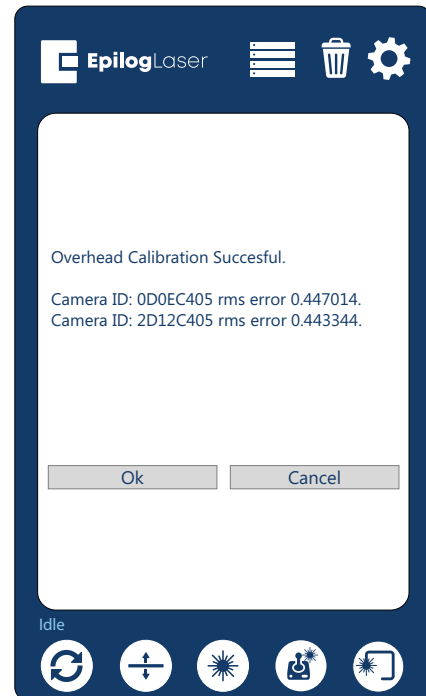 EpilogLaser
Overhead Calibration Succesful.
Camera ID: 0D0EC405 rms error 0.447014.
Camera ID: 2D12C405 rms error 0.443344.
Ok
Cancel
Idle